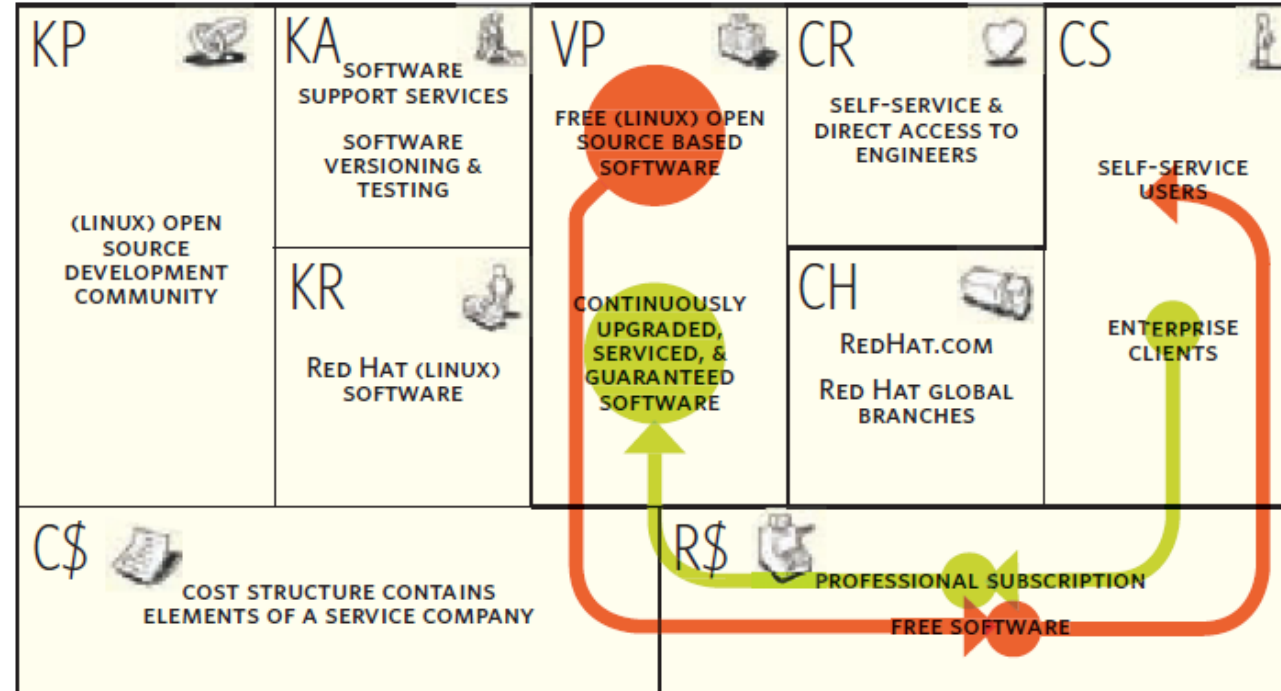 KP
(LINUX) OPEN
SOURCE
DEVELOPMENT
COMMUNITY
KA
SOFTWARE
SUPPORT SERVICES
SOFTWARE
VERSIONING &
TESTING
KR
RED HAT (LINUX)
SOFTWARE
VP
FREE (LINUX) OPEN
SOURCE BASED
SOFTWARE
CONTINUOUSLY
UPGRADED,
SERVICED, &
GUARANTEED
SOFTWARE
CR
SELF-SERVICE &
DIRECT ACCESS TO
ENGINEERS
CH
REDHAT.COM
RED HAT GLOBAL
BRANCHES
CS
SELF-SERVICE
USERS
ENTERPRISE
CLIENTS
C$
COST STRUCTURE CONTAINS
ELEMENTS OF A SERVICE COMPANY
R$
PROFESSIONAL SUBSCRIPTION
FREE SOFTWARE